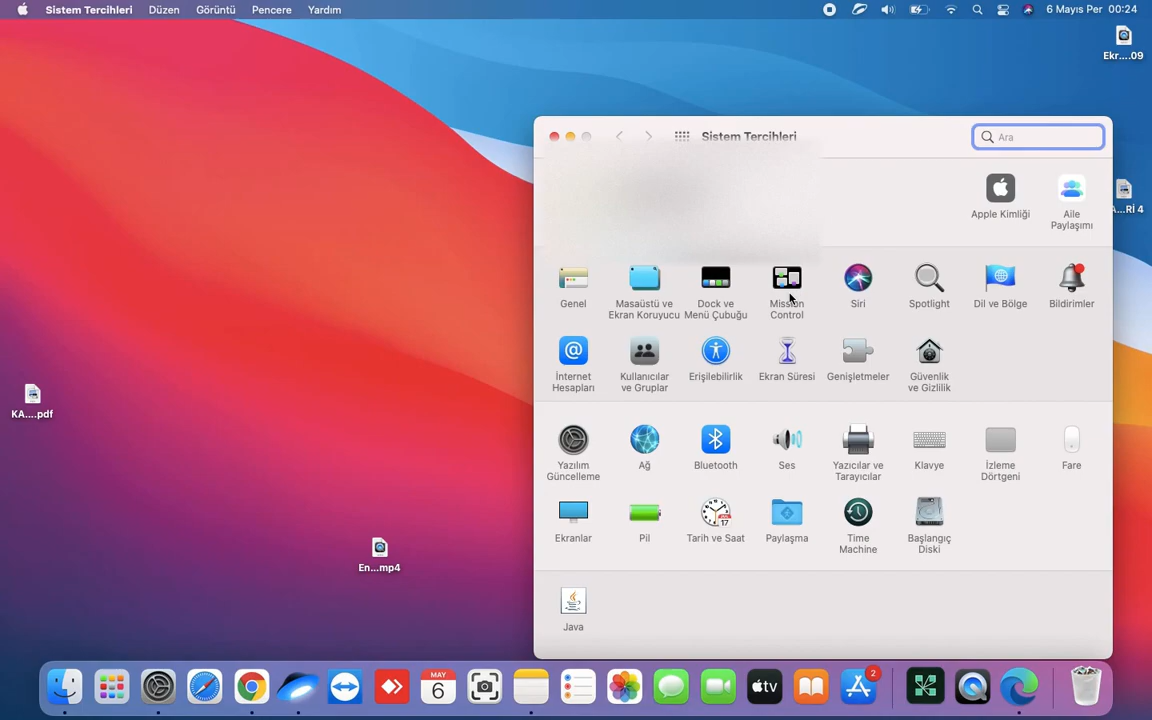 Sistem Tercihleri Düzen Görüntü Pencere Yardım 6 Mayıs Per 00:24
Ekr....09
Sistem Tercihleri Ara
Apple Kimliği
Aile
Paylaşımı
...Rİ 4
Genel
Masaüstü ve
Ekran Koruyucu
Dock ve
Menü Çubuğu
Mission
Control
Siri
Spotlight
Dil ve Bölge
Bildirimler
İnternet
Hesapları
Kullanıcılar
ve Gruplar
Erişilebilirlik
Ekran Süresi
Genişletmeler
Güvenlik
ve Gizlilik
KA....pdf
Yazılım
Güncelleme
Ağ
Bluetooth
Ses
Yazıcılar ve
Tarayıcılar
Klavye
İzleme
Dörtgeni
Fare
17
Ekranlar
Pil
Tarih ve Saat
Paylaşma
Time
Machine
Başlangıç
Diski
En...mp4
Java
MAY
6
tv
2